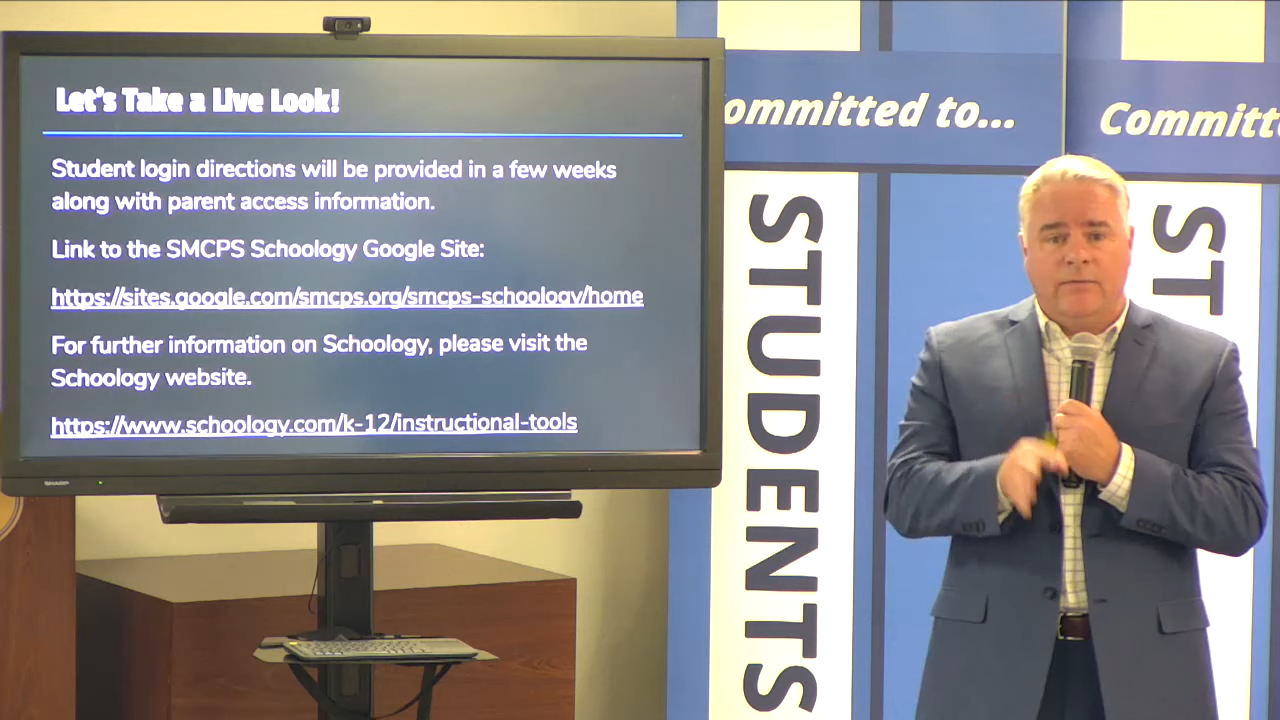 Let's Take a Live Look!
Student login directions will be provided in a few weeks
along with parent access information.
Link to the SMCPS Schoology Google Site:
https://sites.google.com/smcps.org/smcps-schoology/home
For further information on Schoology, please visit the
Schoology website.
https://www.schoology.com/k-12/instructional-tools
SHARP
ommitted to...
Committ
STUDENTS
ST